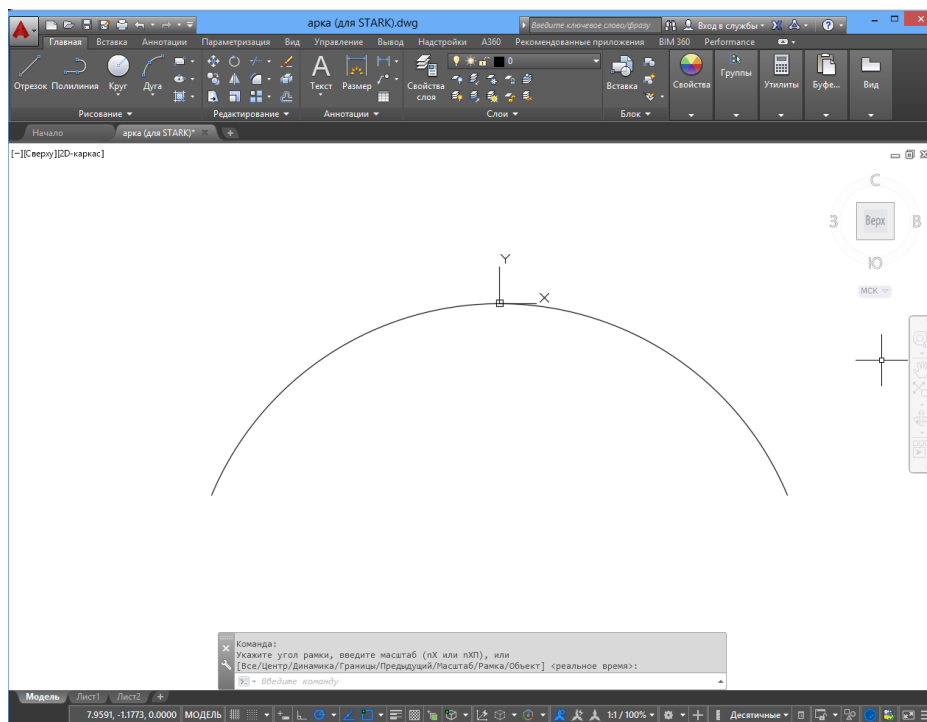 арка (для STARK).dwg
Введите ключевое слово/фразу
Вход в службы
Главная Вставка Аннотации Параметризация Вид Управление Вывод Надстройки A360 Рекомендованные приложения BIM 360 Performance
Отрезок Полилиния Круг Дуга
Текст Размер
Свойства слоя
0
Вставка
Свойства
Группы
Утилиты
Буфе...
Вид
Рисование Редактирование Аннотации Слои Блок
Начало арка (для STARK)*
[−][Сверху][2D-каркас]
С
З Верх В
Ю
МСК
Y
X
Команда:
Укажите угол рамки, введите масштаб (nX или nXП), или
[Все/Центр/Динамика/Границы/Предыдущий/Масштаб/Рамка/Объект] <реальное время>:
Введите команду
Модель Лист1 Лист2
7.9591, -1.1773, 0.0000 МОДЕЛЬ 1:1 / 100% Десятичные